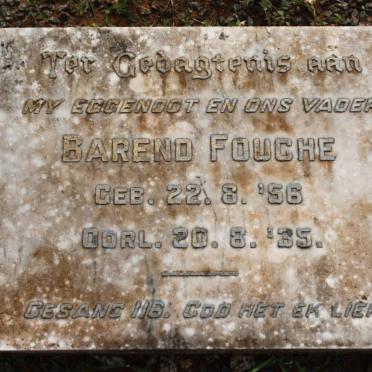 Ter Gedagtenis aan
MY EGGENOOT EN ONS VADER
BAREND FOUCHE
GEB. 22. 8. '56
OORL. 20. 8. '35.
GESANG 116: GOD HET EK LIEF